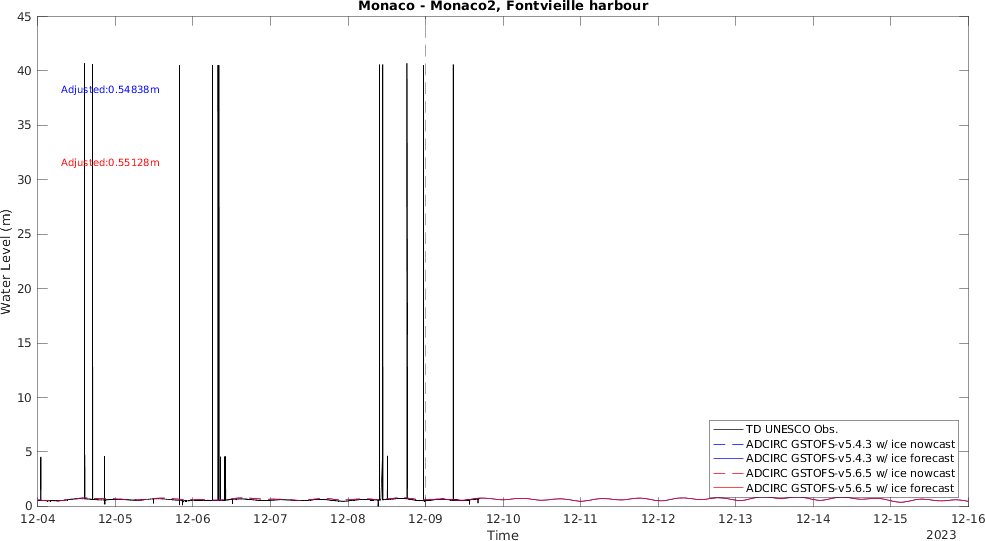 Monaco - Monaco2, Fontvieille harbour
45
40
Adjusted:0.54838m
35
Adjusted:0.55128m
30
25
Water Level (m)
20
15
10
5
0
TD UNESCO Obs.
ADCIRC GSTOFS-v5.4.3 w/ ice nowcast
ADCIRC GSTOFS-v5.4.3 w/ ice forecast
ADCIRC GSTOFS-v5.6.5 w/ ice nowcast
ADCIRC GSTOFS-v5.6.5 w/ ice forecast
12-04 12-05 12-06 12-07 12-08 12-09 12-10 12-11 12-12 12-13 12-14 12-15 12-16
Time
2023